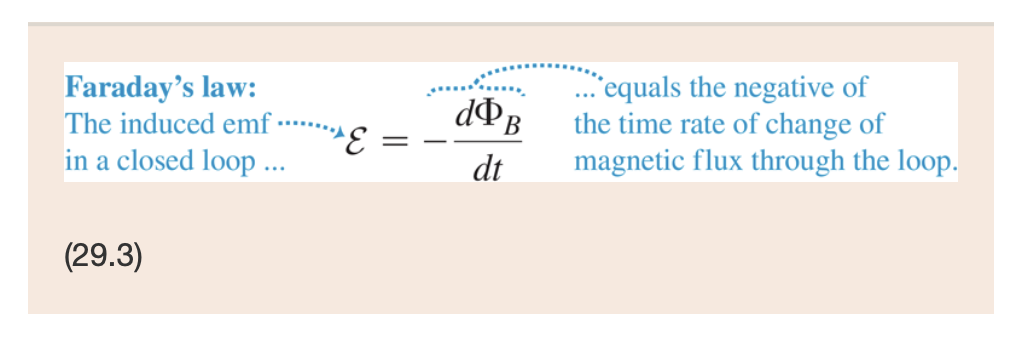 Faraday's law:
The induced emf
in a closed loop ...
ℰ = − dΦ_B / dt
... equals the negative of
the time rate of change of
magnetic flux through the loop.
(29.3)